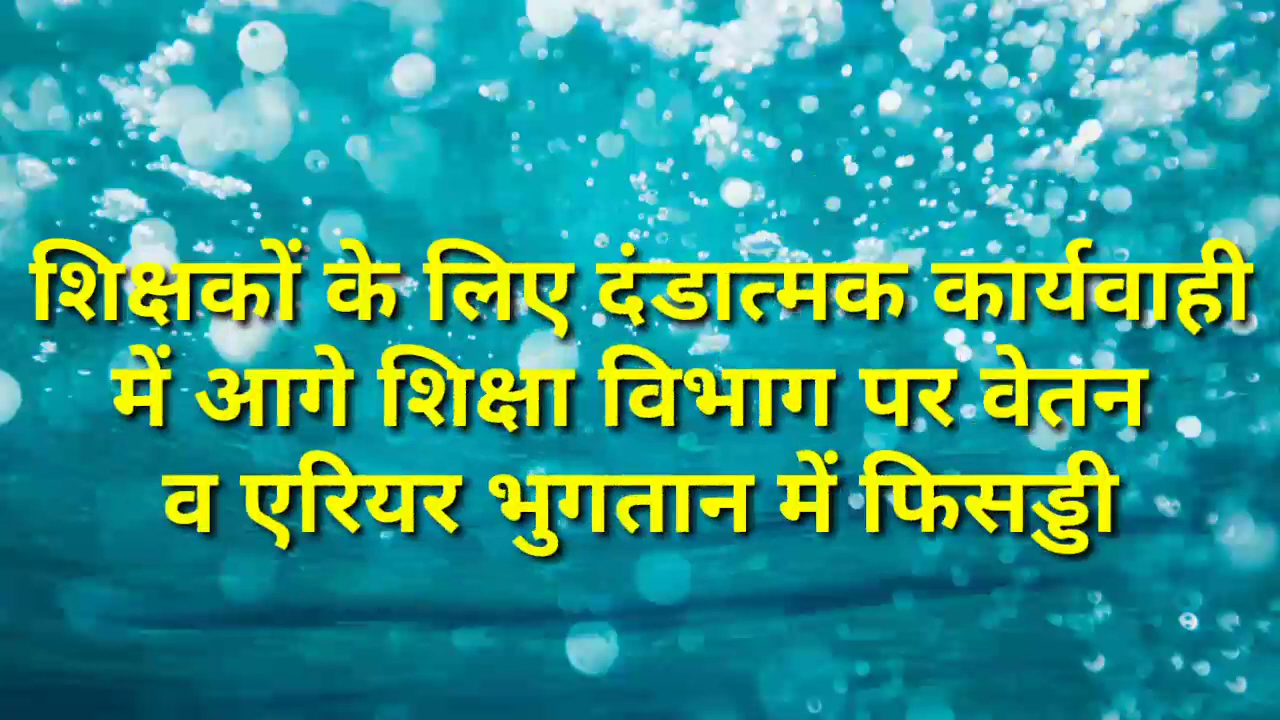 शिक्षकों के लिए दंडात्मक कार्यवाही
में आगे शिक्षा विभाग पर वेतन
व एरियर भुगतान में फिसड्डी